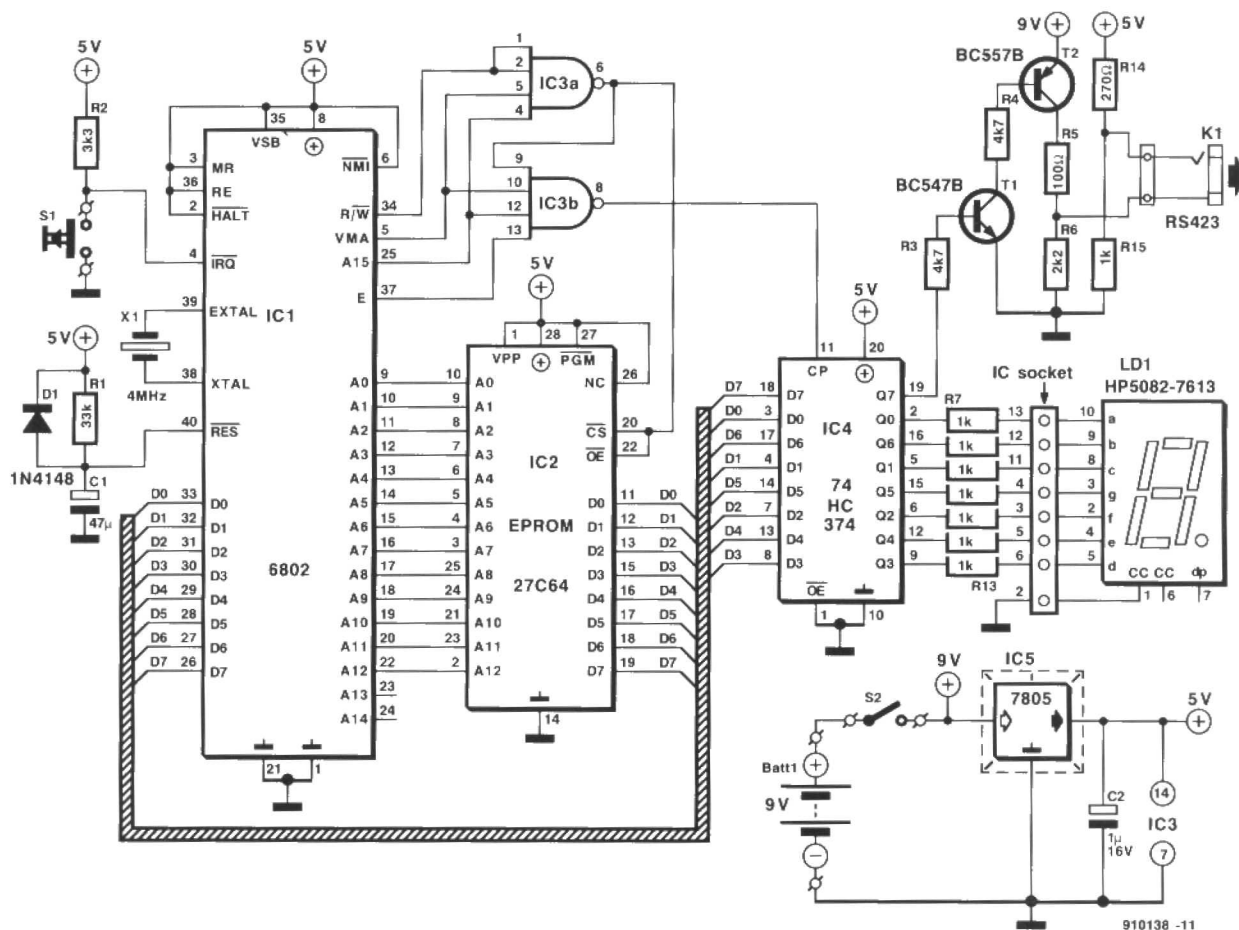 5V
R2
3k3
S1
X1
4MHz
5V
D1
R1
33k
1N4148
C1
47µ
5V
35
8
VSB
3 MR
36 RE
2 HALT
4 IRQ
39 EXTAL
38 XTAL
40 RES
IC1
6802
NMI 6
R/W 34
VMA 5
A15 25
E 37
A0 9
A1 10
A2 11
A3 12
A4 13
A5 14
A6 15
A7 16
A8 17
A9 18
A10 19
A11 20
A12 22
A13 23
A14 24
D0 33 D0
D1 32 D1
D2 31 D2
D3 30 D3
D4 29 D4
D5 28 D5
D6 27 D6
D7 26 D7
21
1
1
2
5
4
IC3a
6
9
10
12
13
IC3b
8
5V
1
28
27
VPP
PGM
NC 26
CS 20
OE 22
IC2
EPROM
27C64
10 A0
9 A1
8 A2
7 A3
6 A4
5 A5
4 A6
3 A7
25 A8
24 A9
21 A10
23 A11
2 A12
D0 11 D0
D1 12 D1
D2 13 D2
D3 15 D3
D4 16 D4
D5 17 D5
D6 18 D6
D7 19 D7
14
9V
5V
BC557B
T2
R14
270Ω
R4
4k7
R5
100Ω
K1
BC547B
T1
RS423
R3
4k7
R6
2k2
R15
1k
5V
11
20
CP
IC4
74
HC
374
D7 18 D7
D0 3 D0
D6 17 D6
D1 4 D1
D5 14 D5
D2 7 D2
D4 13 D4
D3 8 D3
Q7 19
Q0 2
Q6 16
Q1 5
Q5 15
Q2 6
Q4 12
Q3 9
OE
1
10
R7
1k
1k
1k
1k
1k
1k
1k
R13
IC socket
13
12
11
4
3
5
6
2
LD1
HP5082-7613
10 a
9 b
8 c
3 g
2 f
4 e
5 d
CC CC dp
1 6 7
9V
IC5
7805
5V
S2
Batt1
9V
C2
1µ
16V
14
IC3
7
910138 -11